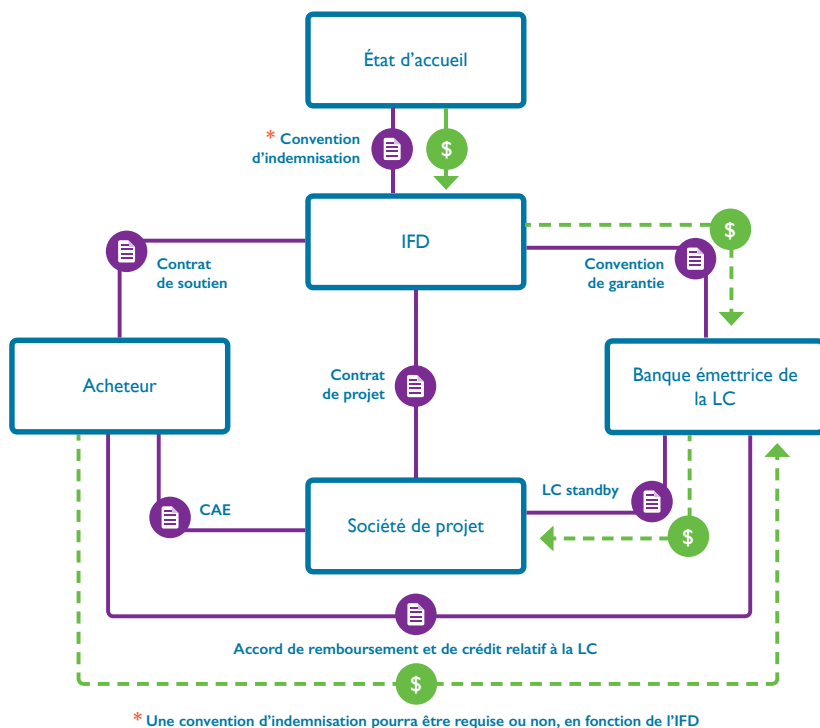 État d’accueil
* Convention
d’indemnisation
$
IFD
$
Contrat
de soutien
Convention
de garantie
Acheteur
Contrat
de projet
Banque émettrice de
la LC
CAE
Société de projet
LC standby
$
Accord de remboursement et de crédit relatif à la LC
$
* Une convention d’indemnisation pourra être requise ou non, en fonction de l’IFD